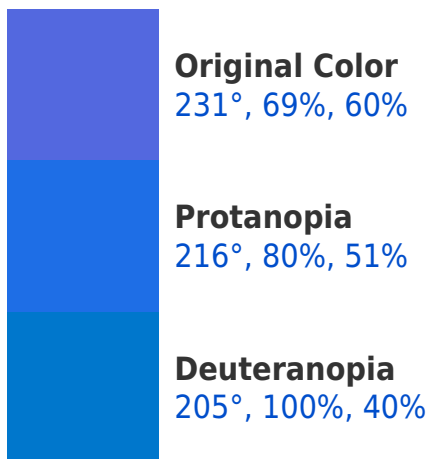 Original Color
231°, 69%, 60%
Protanopia
216°, 80%, 51%
Deuteranopia
205°, 100%, 40%